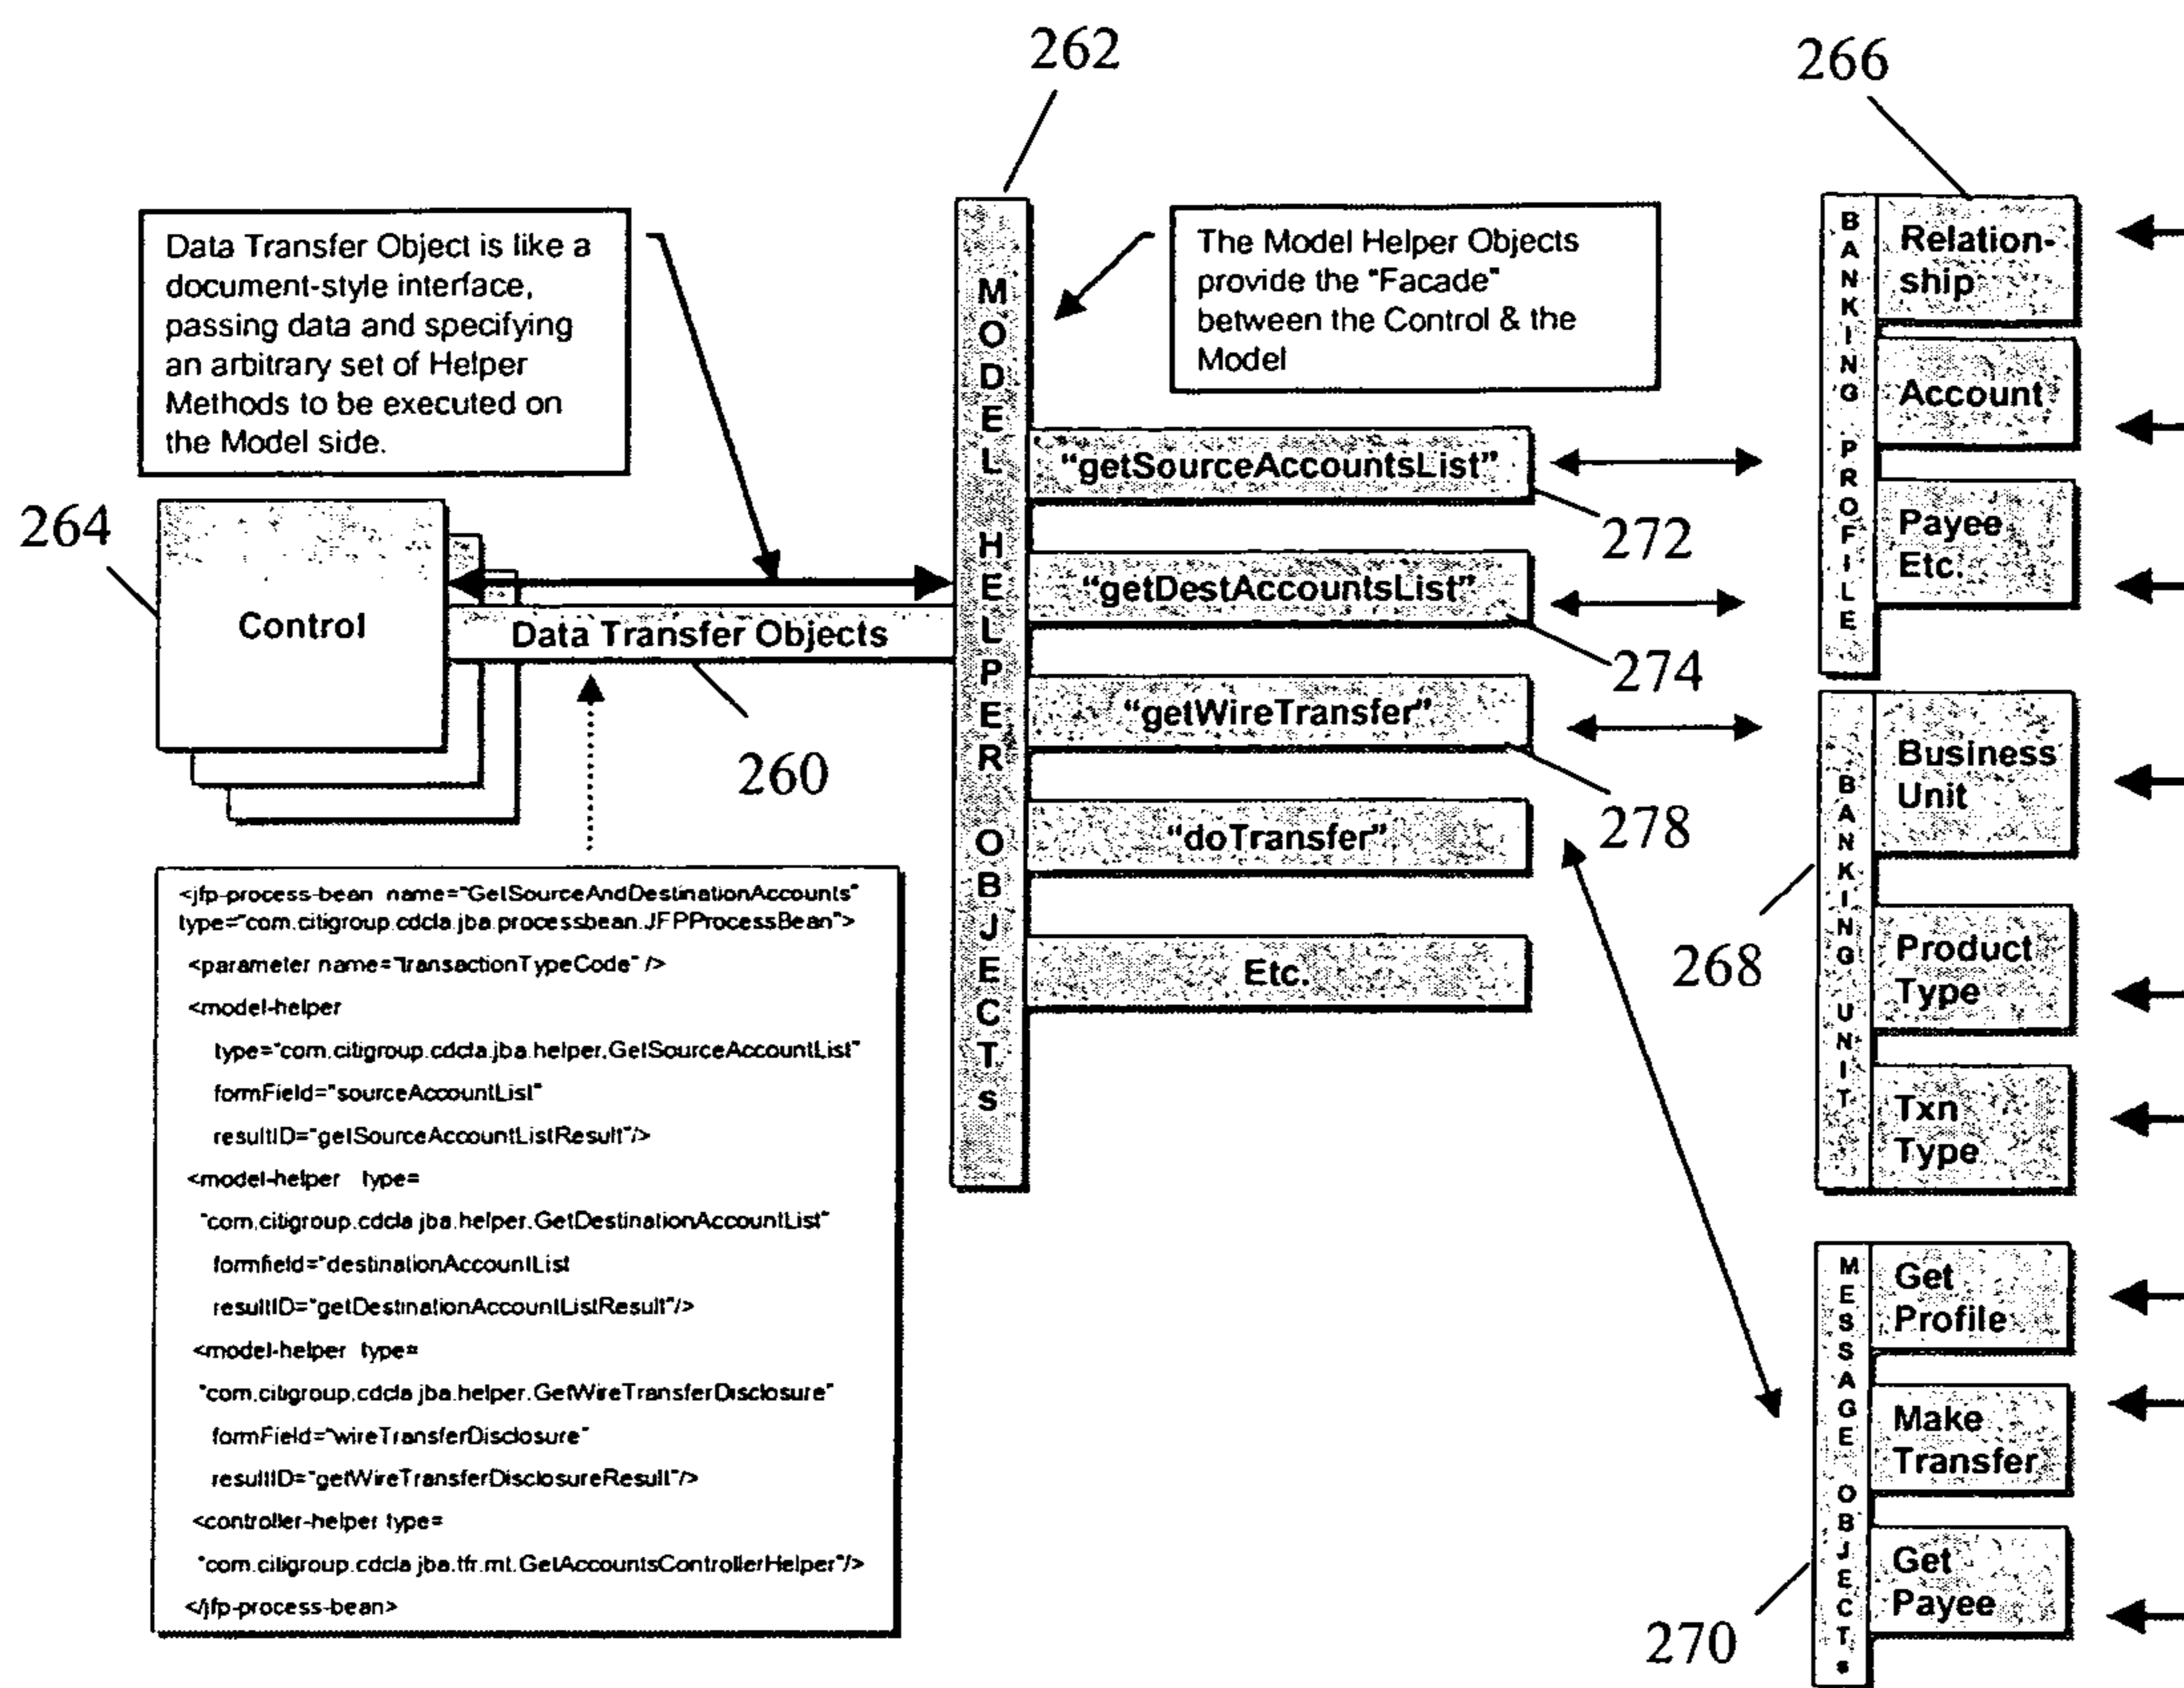 262
266
Data Transfer Object is like a
document-style interface,
passing data and specifying
an arbitrary set of Helper
Methods to be executed on
the Model side.
The Model Helper Objects
provide the "Facade"
between the Control & the
Model
264
Control
Data Transfer Objects
260
MODEL HELPER OBJECTs
"getSourceAccountsList"
272
"getDestAccountsList"
274
"getWireTransfer"
278
"doTransfer"
Etc.
BANKING PROFILE
Relation-
ship
Account
Payee
Etc.
268
BANKING UNIT
Business
Unit
Product
Type
Txn
Type
270
MESSAGE OBJECTs
Get
Profile
Make
Transfer
Get
Payee
<jfp-process-bean name="GetSourceAndDestinationAccounts"
type="com.citigroup.cdcla.jba.processbean.JFPProcessBean">
<parameter name="transactionTypeCode" />
<model-helper
type="com.citigroup.cdcla.jba.helper.GetSourceAccountList"
formField="sourceAccountList"
resultID="getSourceAccountListResult"/>
<model-helper type=
"com.citigroup.cdcla.jba.helper.GetDestinationAccountList"
formfield="destinationAccountList
resultID="getDestinationAccountListResult"/>
<model-helper type=
"com.citigroup.cdcla.jba.helper.GetWireTransferDisclosure"
formField="wireTransferDisclosure"
resultID="getWireTransferDisclosureResult"/>
<controller-helper type=
"com.citigroup.cdcla.jba.tfr.mt.GetAccountsControllerHelper"/>
</jfp-process-bean>